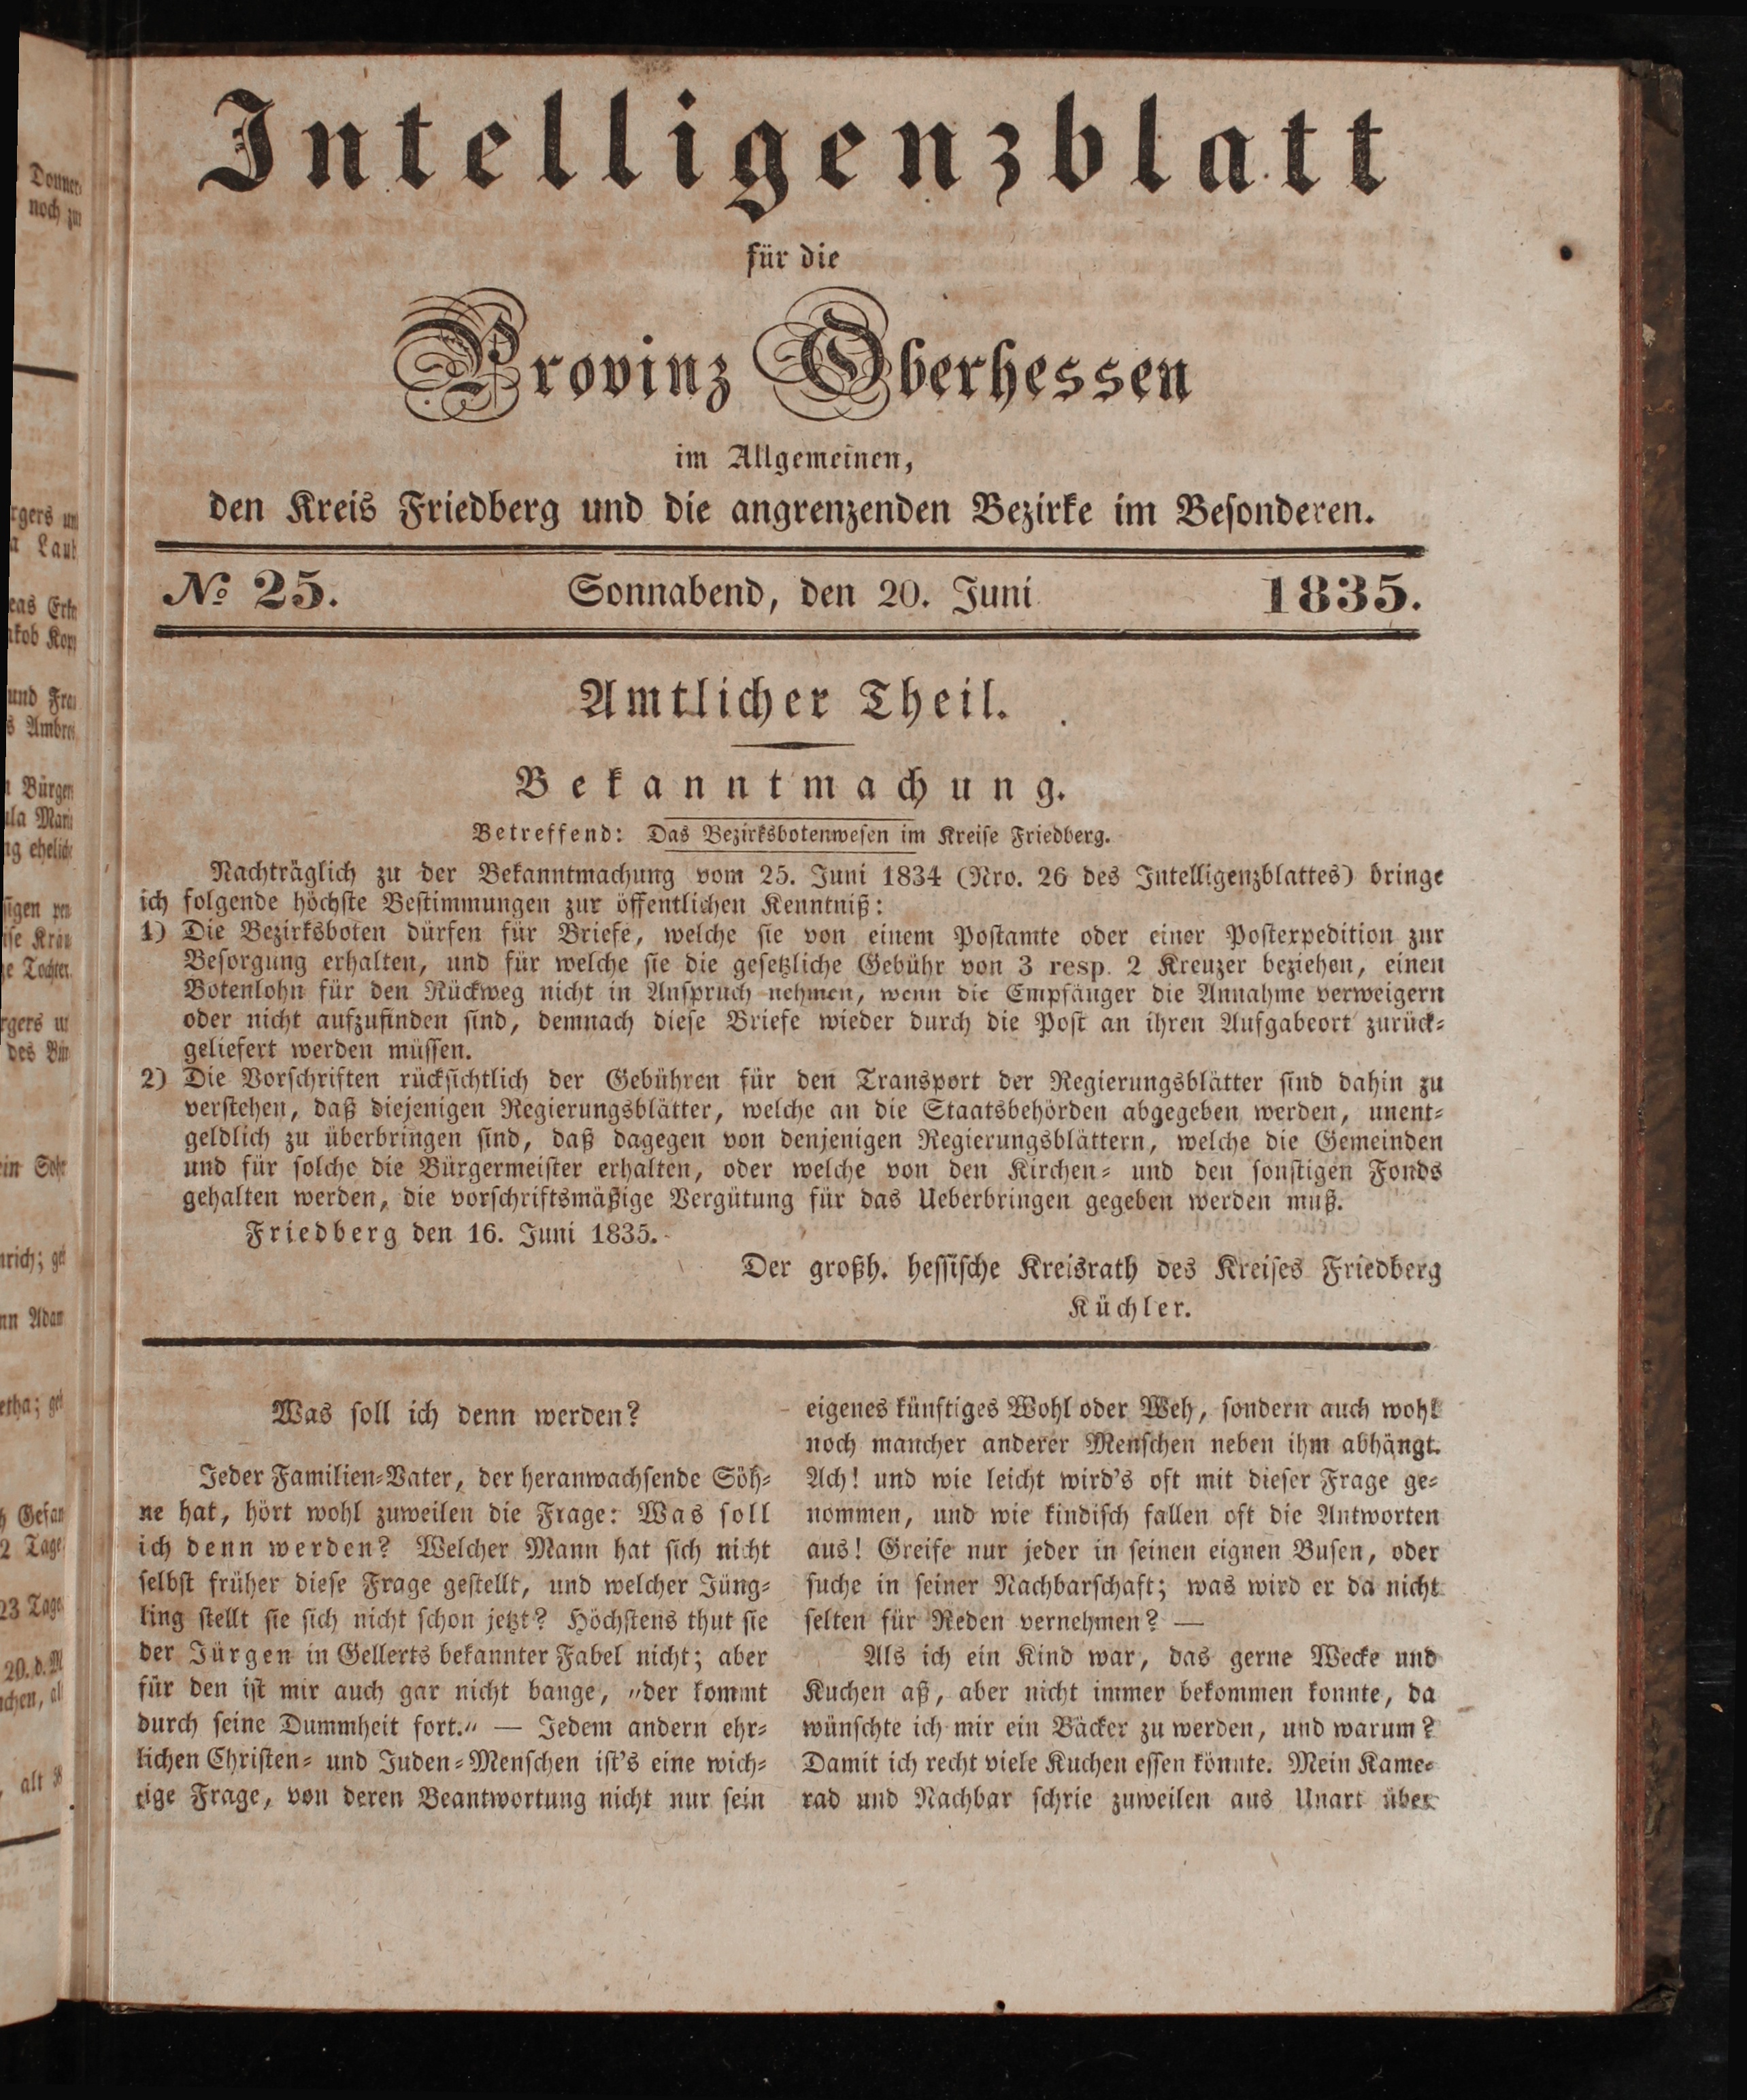 Intelligenzblatt
für die
Provinz Oberhessen
im Allgemeinen,
den Kreis Friedberg und die angrenzenden Bezirke im Besonderen.
No 25. Sonnabend, den 20. Juni 1835.
Amtlicher Theil.
Bekanntmachung.
Betreffend: Das Bezirksbotenwesen im Kreise Friedberg.
Nachträglich zu der Bekanntmachung vom 25. Juni 1834 (Nro. 26 des Intelligenzblattes) bringe
ich folgende höchste Bestimmungen zur öffentlichen Kenntniß:
1) Die Bezirksboten dürfen für Briefe, welche sie von einem Postamte oder einer Postexpedition zur
Besorgung erhalten, und für welche sie die gesetzliche Gebühr von 3 resp. 2 Kreuzer beziehen, einen
Botenlohn für den Rückweg nicht in Anspruch nehmen, wenn die Empfänger die Annahme verweigern
oder nicht aufzufinden sind, demnach diese Briefe wieder durch die Post an ihren Aufgabeort zurück-
geliefert werden müssen.
2) Die Vorschriften rücksichtlich der Gebühren für den Transport der Regierungsblätter sind dahin zu
verstehen, daß diejenigen Regierungsblätter, welche an die Staatsbehörden abgegeben werden, unent-
geldlich zu überbringen sind, daß dagegen von denjenigen Regierungsblättern, welche die Gemeinden
und für solche die Bürgermeister erhalten, oder welche von den Kirchen- und den sonstigen Fonds
gehalten werden, die vorschriftsmäßige Vergütung für das Ueberbringen gegeben werden muß.
Friedberg den 16. Juni 1835.
Der großh. hessische Kreisrath des Kreises Friedberg
Küchler.
Was soll ich denn werden?
Jeder Familien-Vater, der heranwachsende Söh-
ne hat, hört wohl zuweilen die Frage: Was soll
ich denn werden? Welcher Mann hat sich nicht
selbst früher diese Frage gestellt, und welcher Jüng-
ling stellt sie sich nicht schon jetzt? Höchstens thut sie
der Jürgen in Gellerts bekannter Fabel nicht; aber
für den ist mir auch gar nicht bange, „der kommt
durch seine Dummheit fort.„ — Jedem andern ehr-
lichen Christen- und Juden-Menschen ist's eine wich-
tige Frage, von deren Beantwortung nicht nur sein
eigenes künftiges Wohl oder Weh, sondern auch wohl
noch mancher anderer Menschen neben ihm abhängt.
Ach! und wie leicht wird's oft mit dieser Frage ge-
nommen, und wie kindisch fallen oft die Antworten
aus! Greife nur jeder in seinen eignen Busen, oder
suche in seiner Nachbarschaft; was wird er da nicht
selten für Reden vernehmen? —
Als ich ein Kind war, das gerne Wecke und
Kuchen aß, aber nicht immer bekommen konnte, da
wünschte ich mir ein Bäcker zu werden, und warum?
Damit ich recht viele Kuchen essen könnte. Mein Kame-
rad und Nachbar schrie zuweilen aus Unart über